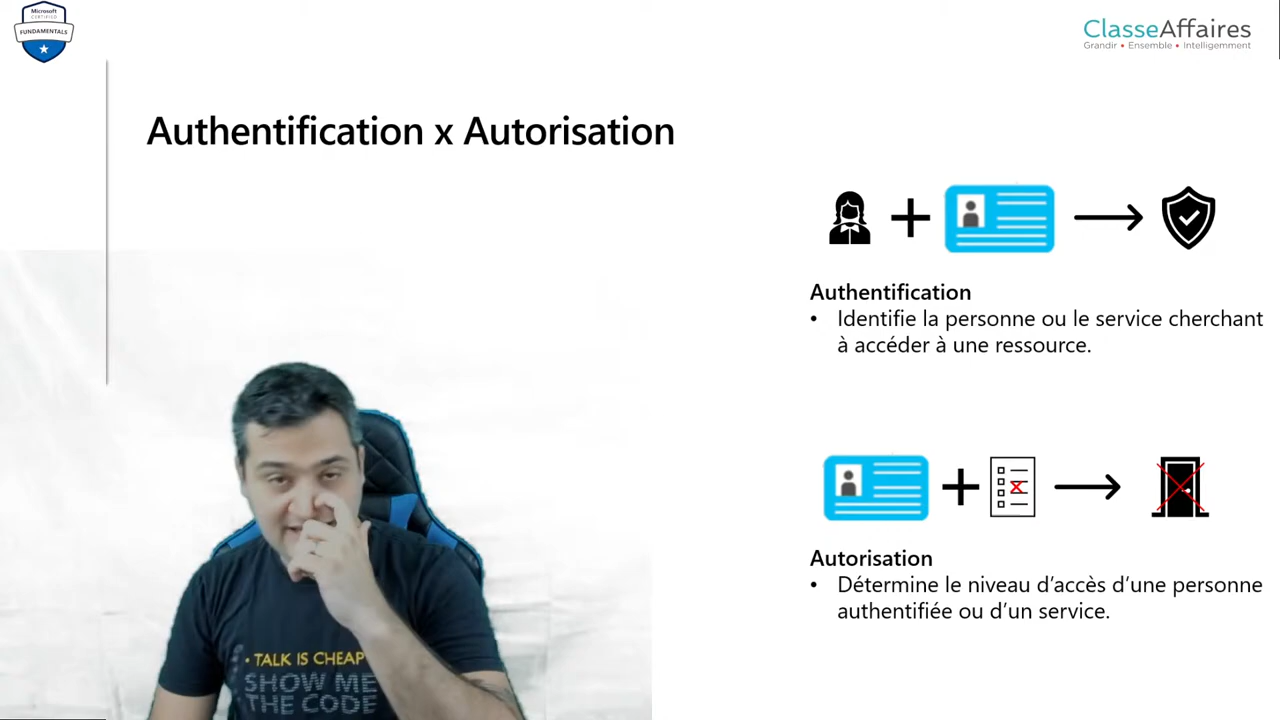 Microsoft
CERTIFIED
FUNDAMENTALS
ClasseAffaires
Grandir • Ensemble • Intelligemment
Authentification x Autorisation
Authentification
• Identifie la personne ou le service cherchant
à accéder à une ressource.
Autorisation
• Détermine le niveau d’accès d’une personne
authentifiée ou d’un service.
• TALK IS CHEAP
SHOW ME
THE CODE